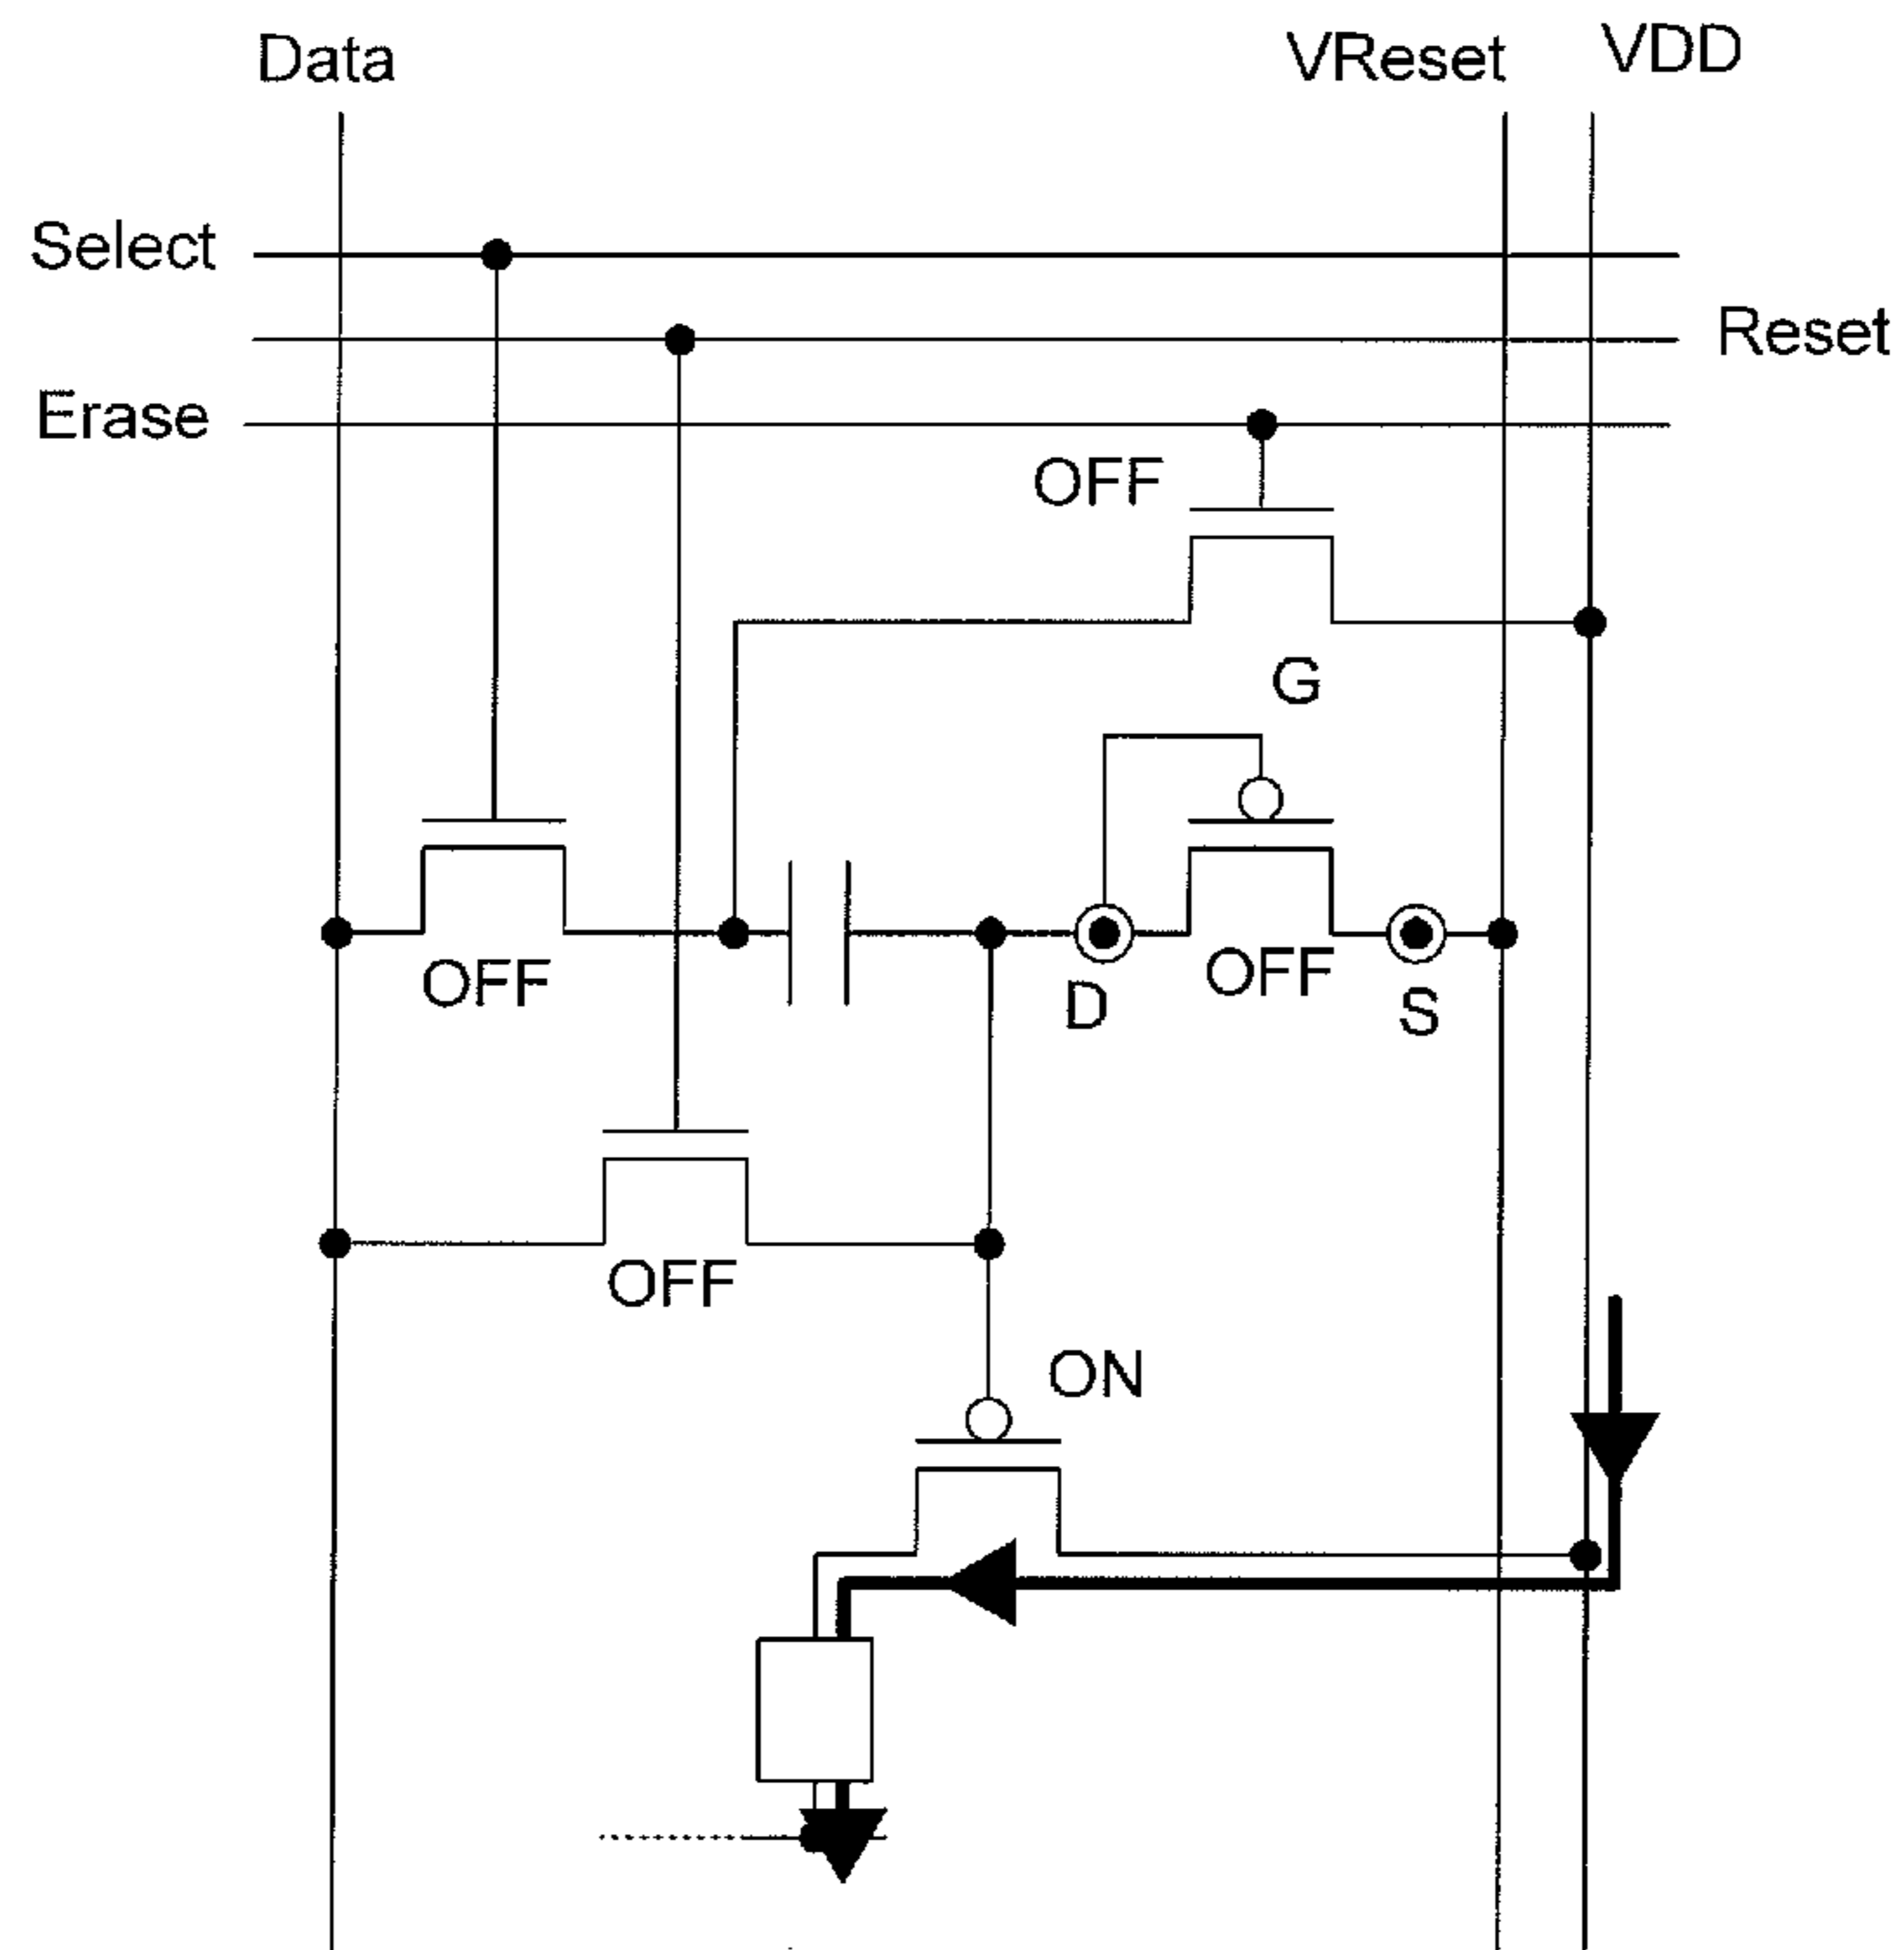 Data
VReset
VDD
Select
Reset
Erase
OFF
G
OFF
D
OFF
S
OFF
ON